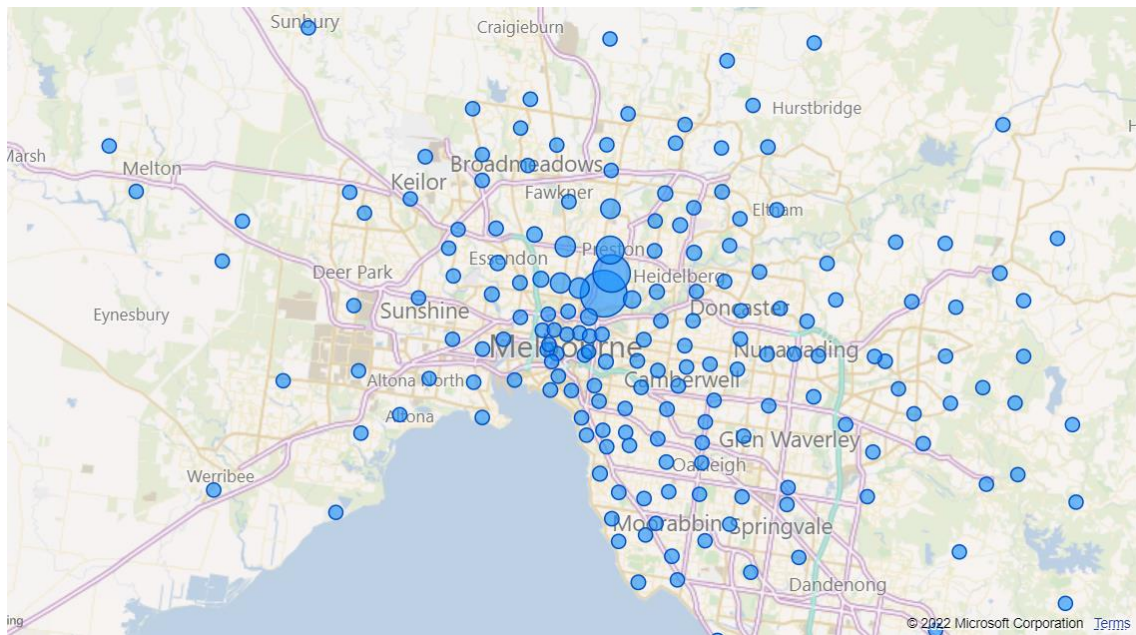 Sunbury
Craigieburn
Hurstbridge
Marsh
Melton
Broadmeadows
Keilor
Fawkner
Eltham
Preston
Essendon
Deer Park
Heidelberg
Sunshine
Doncaster
Eynesbury
Melbourne
Nunawading
Altona North
Camberwell
Altona
Glen Waverley
Oakleigh
Werribee
Moorabbin
Springvale
Dandenong
ing
© 2022 Microsoft Corporation Terms